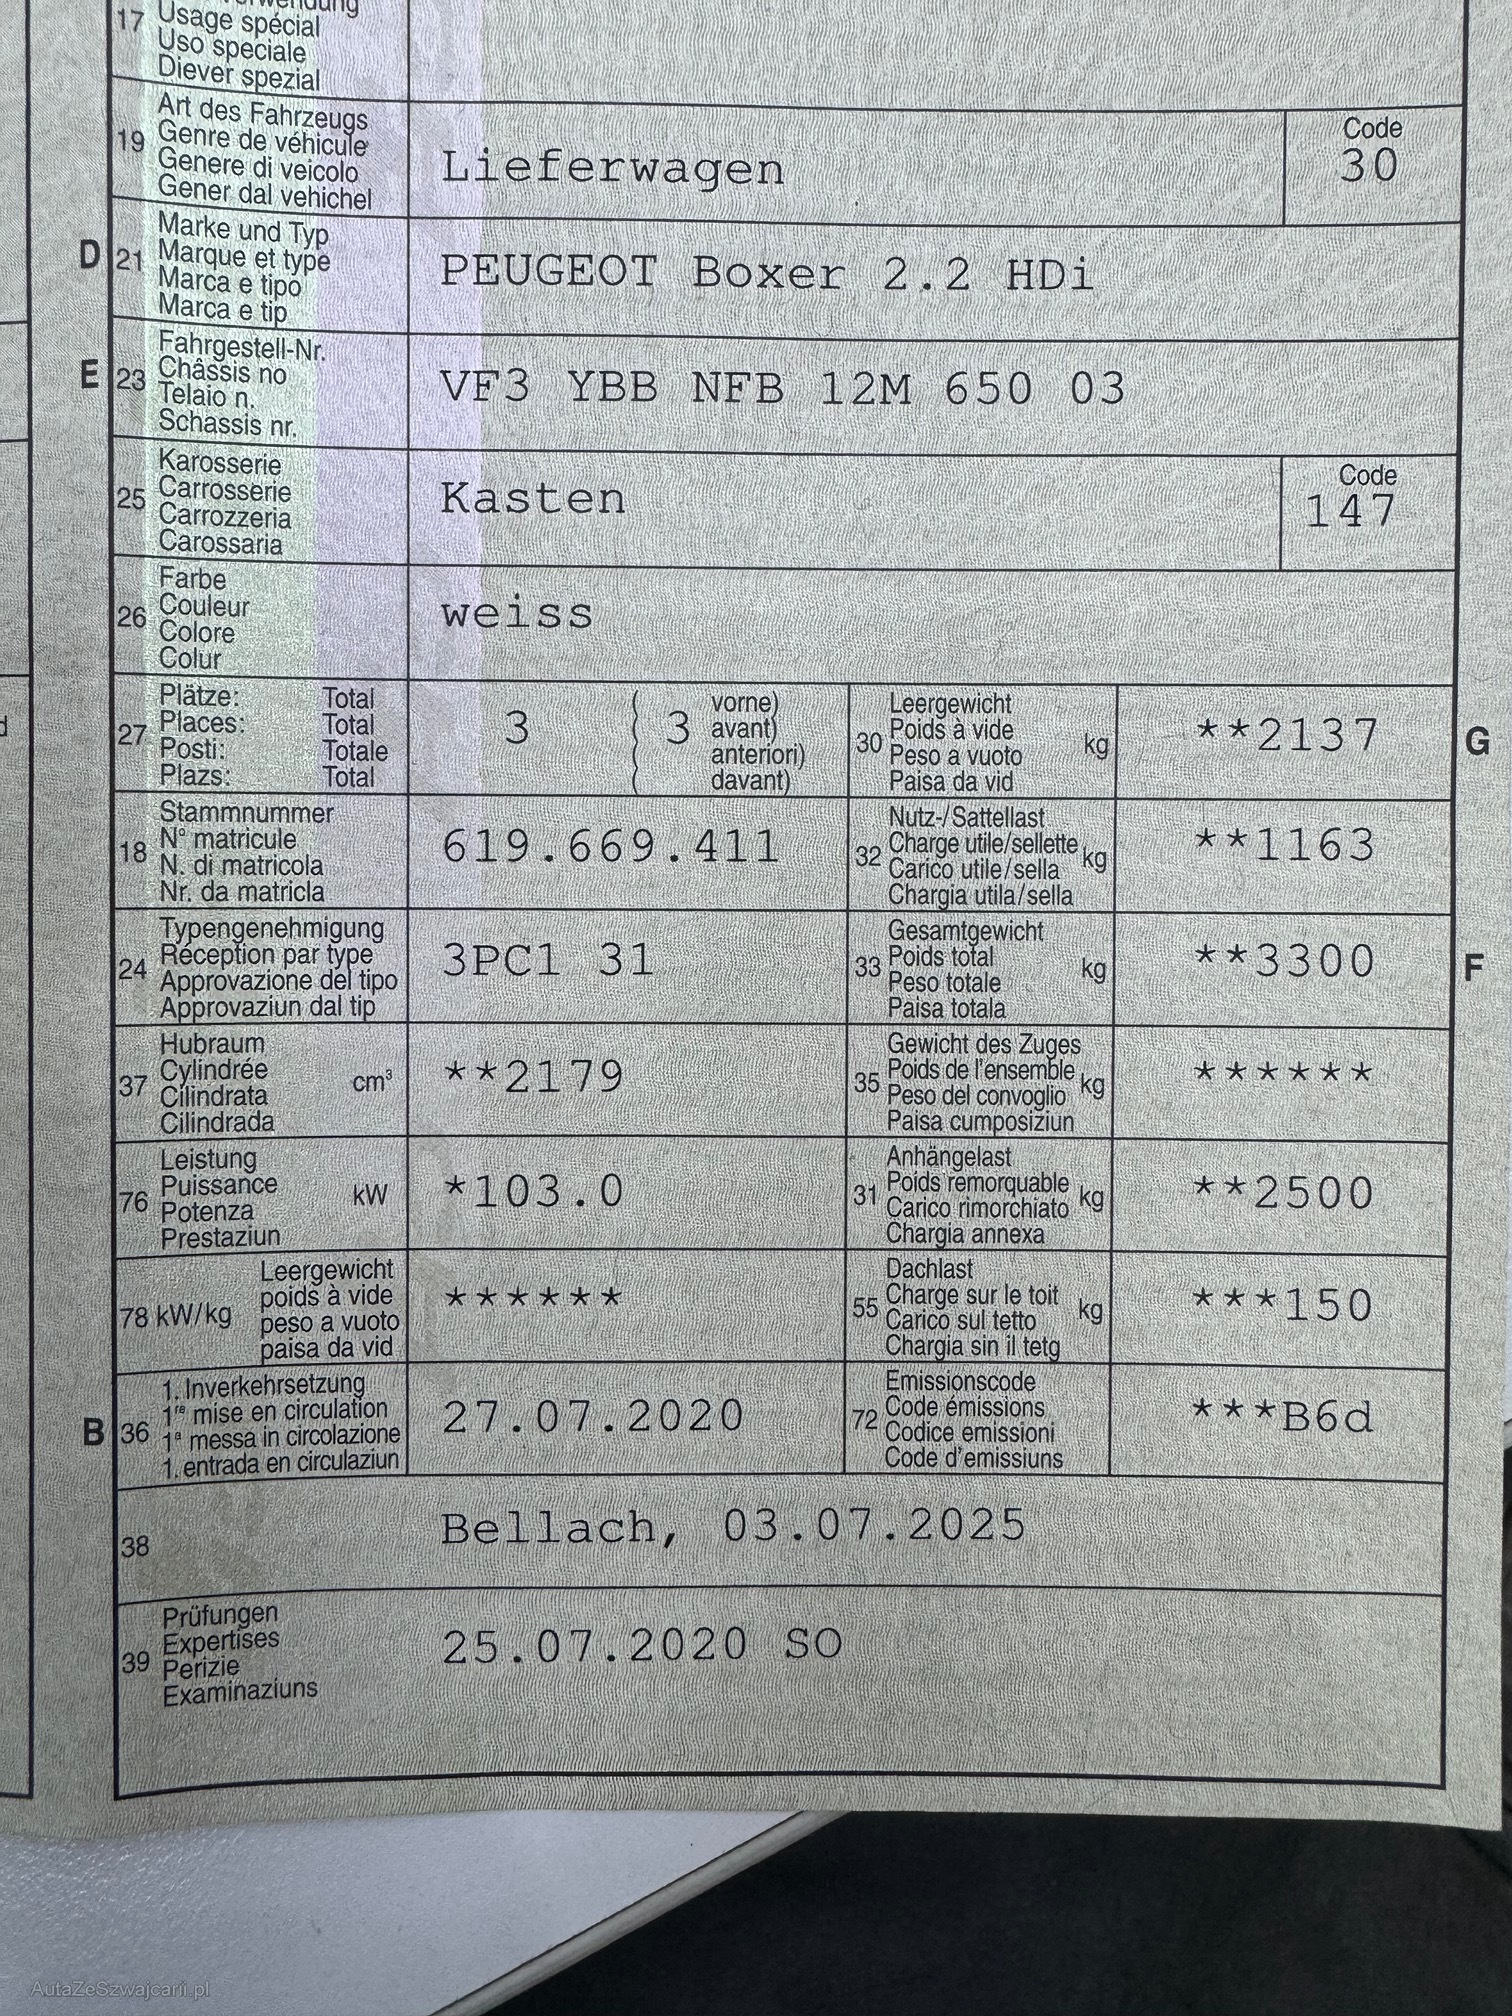 17 Usage spécial
Uso speciale
Diever spezial
19 Art des Fahrzeugs
Genre de véhicule
Genere di veicolo
Gener dal vehichel
Lieferwagen
Code
30
D 21 Marke und Typ
Marque et type
Marca e tipo
Marca e tip
PEUGEOT Boxer 2.2 HDi
E 23 Fahrgestell-Nr.
Châssis no
Telaio n.
Schassis nr.
VF3 YBB NFB 12M 650 03
25 Karosserie
Carrosserie
Carrozzeria
Carossaria
Kasten
Code
147
26 Farbe
Couleur
Colore
Colur
weiss
27 Plätze: Total
Places: Total
Posti: Totale
Plazs: Total
3 ( 3 vorne)
( avant)
( anteriori)
( davant)
30 Leergewicht
Poids à vide
Peso a vuoto
Paisa da vid
kg
**2137
G
18 Stammnummer
N° matricule
N. di matricola
Nr. da matricla
619.669.411
32 Nutz-/Sattellast
Charge utile/sellette
Carico utile/sella
Chargia utila/sella
kg
**1163
24 Typengenehmigung
Réception par type
Approvazione del tipo
Approvaziun dal tip
3PC1 31
33 Gesamtgewicht
Poids total
Peso totale
Paisa totala
kg
**3300
F
37 Hubraum
Cylindrée
Cilindrata
Cilindrada
cm³
**2179
35 Gewicht des Zuges
Poids de l'ensemble
Peso del convoglio
Paisa cumposiziun
kg
******
76 Leistung
Puissance
Potenza
Prestaziun
kW
*103.0
31 Anhängelast
Poids remorquable
Carico rimorchiato
Chargia annexa
kg
**2500
78 kW/kg
Leergewicht
poids à vide
peso a vuoto
paisa da vid
******
55 Dachlast
Charge sur le toit
Carico sul tetto
Chargia sin il tetg
kg
***150
B 36 1. Inverkehrsetzung
1re mise en circulation
1a messa in circolazione
1. entrada en circulaziun
27.07.2020
72 Emissionscode
Code émissions
Codice emissioni
Code d'emissiuns
***B6d
38
Bellach, 03.07.2025
39 Prüfungen
Expertises
Perizie
Examinaziuns
25.07.2020 SO
AutaZeSzwajcarii.pl